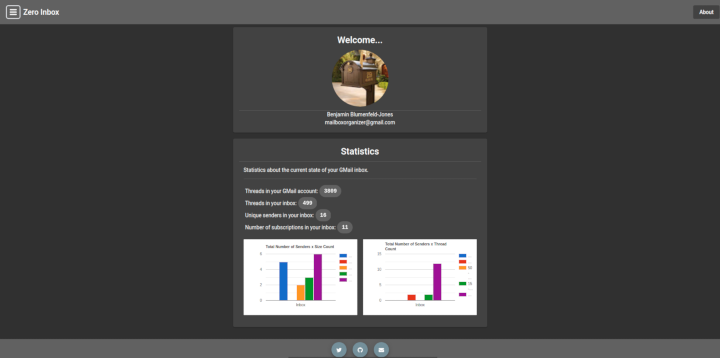 Zero Inbox
About
Welcome...
Benjamin Blumenfeld-Jones
mailboxorganizer@gmail.com
Statistics
Statistics about the current state of your GMail inbox.
Threads in your GMail account: 3869
Threads in your inbox: 499
Unique senders in your inbox: 16
Number of subscriptions in your inbox: 11
Total Number of Senders x Size Count
6
4
2
0
Inbox
Total Number of Senders x Thread
Count
15
10
5
0